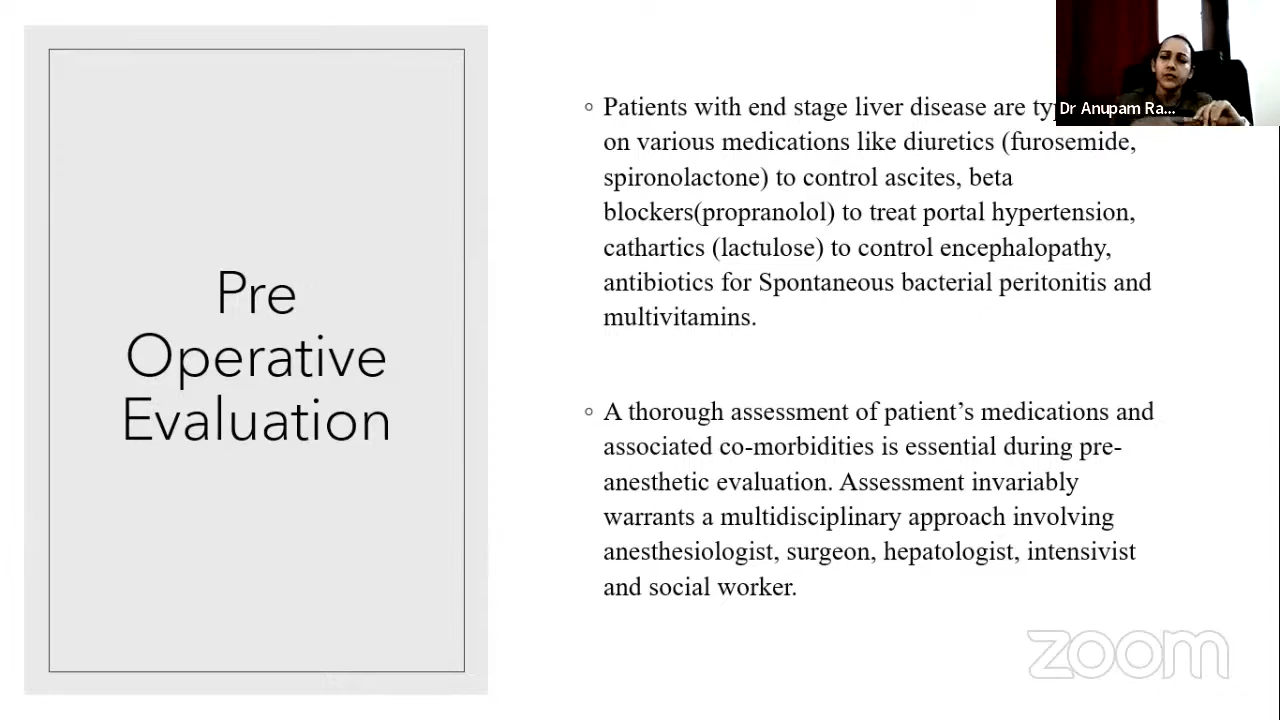 Pre
Operative
Evaluation
◦ Patients with end stage liver disease are
on various medications like diuretics (furosemide,
spironolactone) to control ascites, beta
blockers(propranolol) to treat portal hypertension,
cathartics (lactulose) to control encephalopathy,
antibiotics for Spontaneous bacterial peritonitis and
multivitamins.
◦ A thorough assessment of patient’s medications and
associated co-morbidities is essential during pre-
anesthetic evaluation. Assessment invariably
warrants a multidisciplinary approach involving
anesthesiologist, surgeon, hepatologist, intensivist
and social worker.
Dr Anupam Ra...
zoom